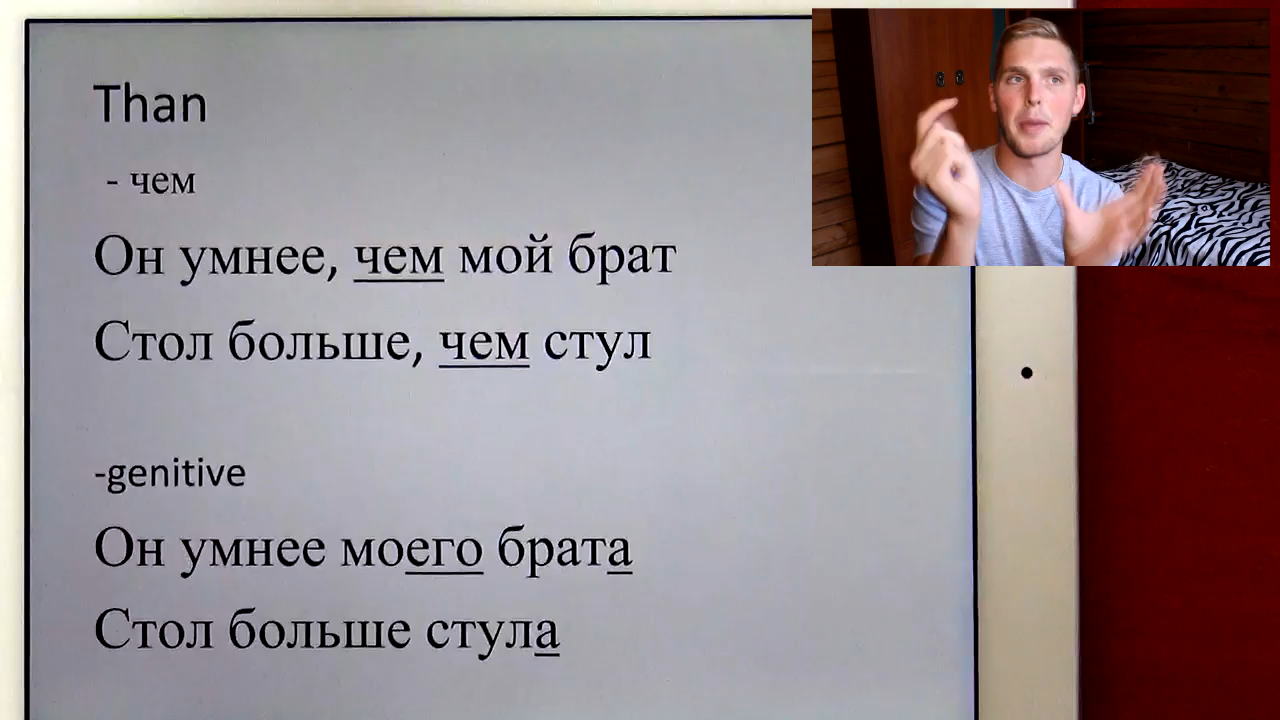 Than
- чем
Он умнее, чем мой брат
Стол больше, чем стул
-genitive
Он умнее моего брата
Стол больше стула